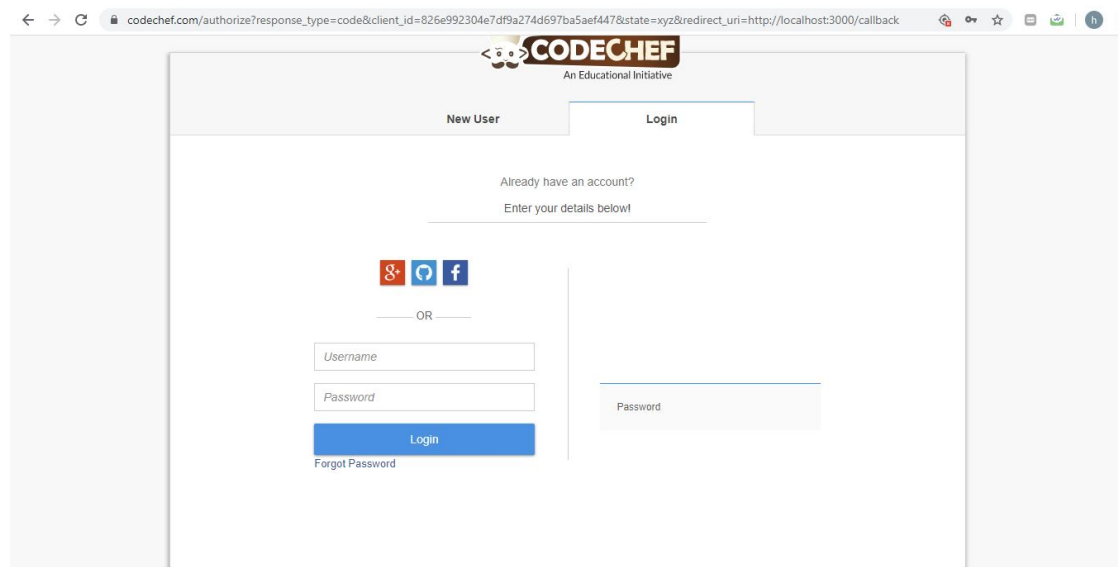 codechef.com/authorize?response_type=code&client_id=826e992304e7df9a274d697ba5aef447&state=xyz&redirect_uri=http://localhost:3000/callback
h
CODECHEF
An Educational Initiative
New User
Login
Already have an account?
Enter your details below!
8+
f
OR
Username
Password
Login
Forgot Password
Password